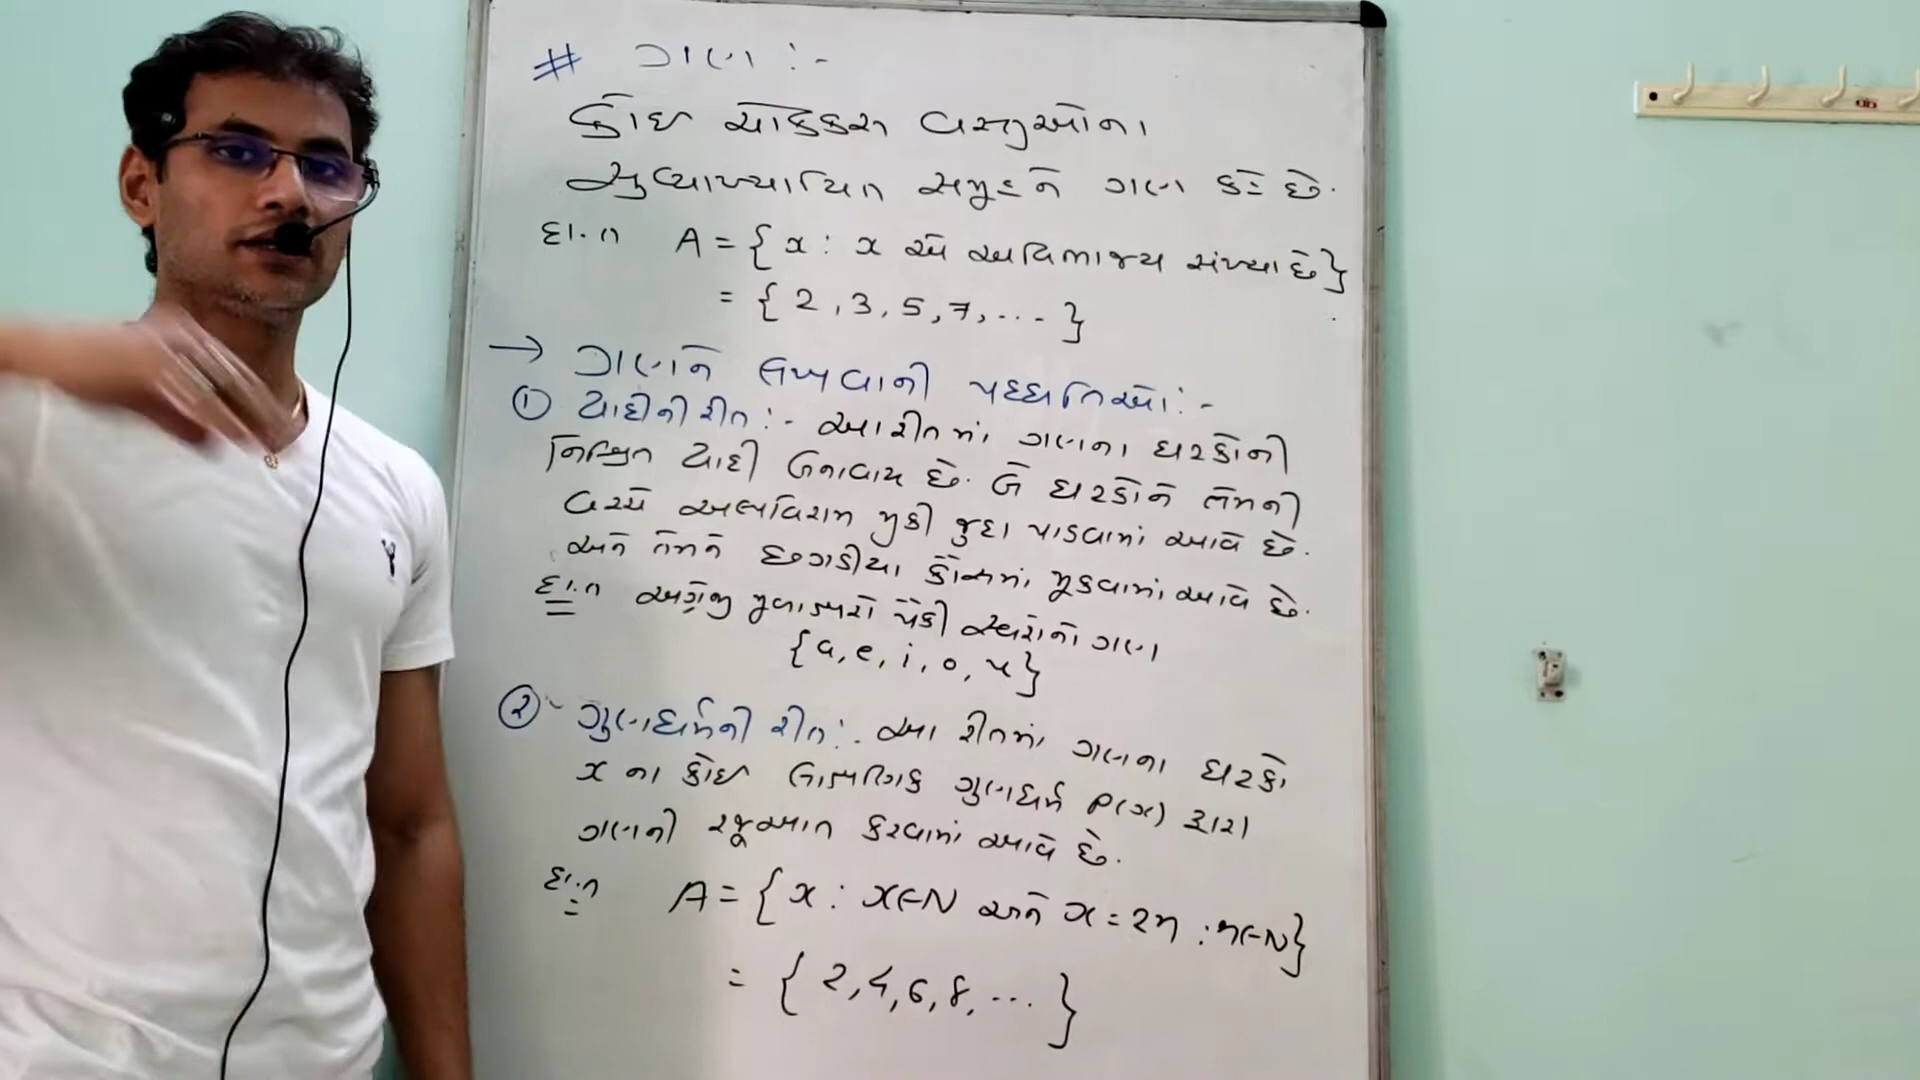 # ગણ :-
કોઈ ચોક્કસ વસ્તુઓના
સુવ્યાખ્યાયિત સમુહને ગણ કહે છે.
દા.ત A = { x : x એ અવિભાજ્ય સંખ્યા છે }
= { 2 , 3 , 5 , 7 , ... }
→ ગણને લખવાની પદ્ધતિઓ :-
① યાદીની રીત :- આ રીતમાં ગણના ઘટકોની
નિશ્ચિત યાદી બનાવાય છે. બે ઘટકોને તેમની
વચ્ચે અલ્પવિરામ મુકી જુદા પાડવામાં આવે છે.
અને તેમને છગડીયા કૌંસમાં મૂકવામાં આવે છે.
દા.ત અંગ્રેજી મુળાક્ષરો પૈકી સ્વરોનો ગણ
{ a , e , i , o , u }
② ગુણધર્મની રીત :- આ રીતમાં ગણના ઘટકો
x ના કોઈ લાક્ષણિક ગુણધર્મ P(x) દ્વારા
ગણની રજૂઆત કરવામાં આવે છે.
દા.ત A = { x : x∈N અને x = 2n : n∈N }
= { 2 , 4 , 6 , 8 , ... }